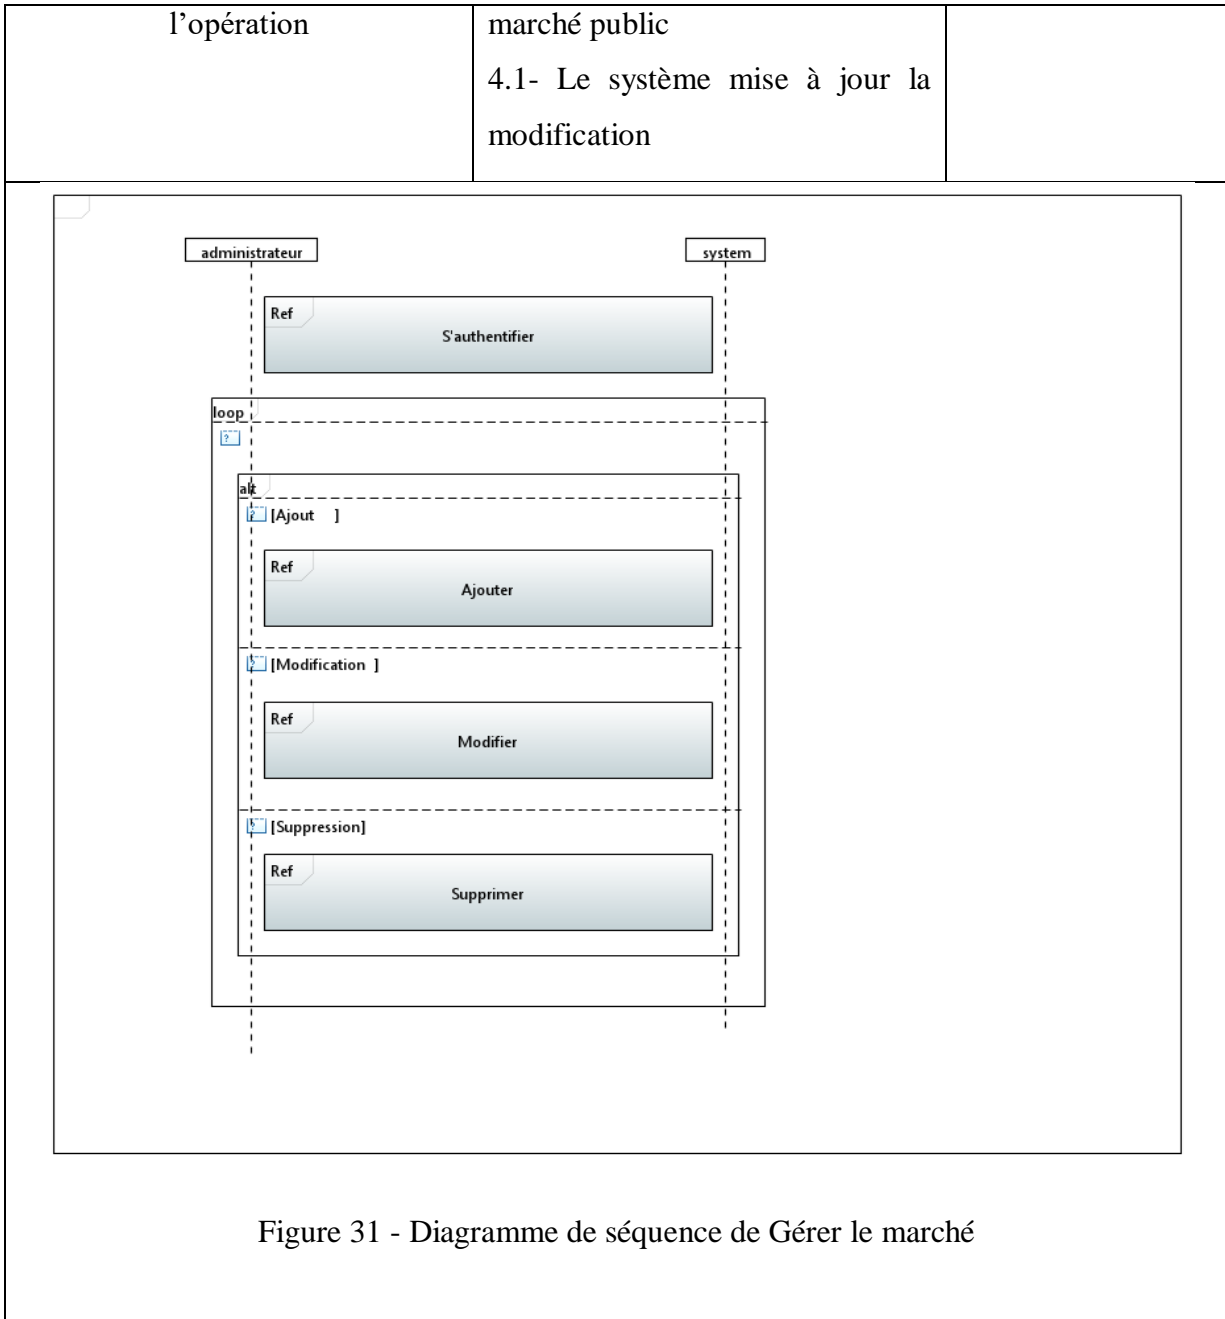 l’opération
marché public
4.1- Le système mise à jour la
modification
administrateur
system
Ref
S'authentifier
loop
?
alt
? [Ajout ]
Ref
Ajouter
? [Modification ]
Ref
Modifier
? [Suppression]
Ref
Supprimer
Figure 31 - Diagramme de séquence de Gérer le marché